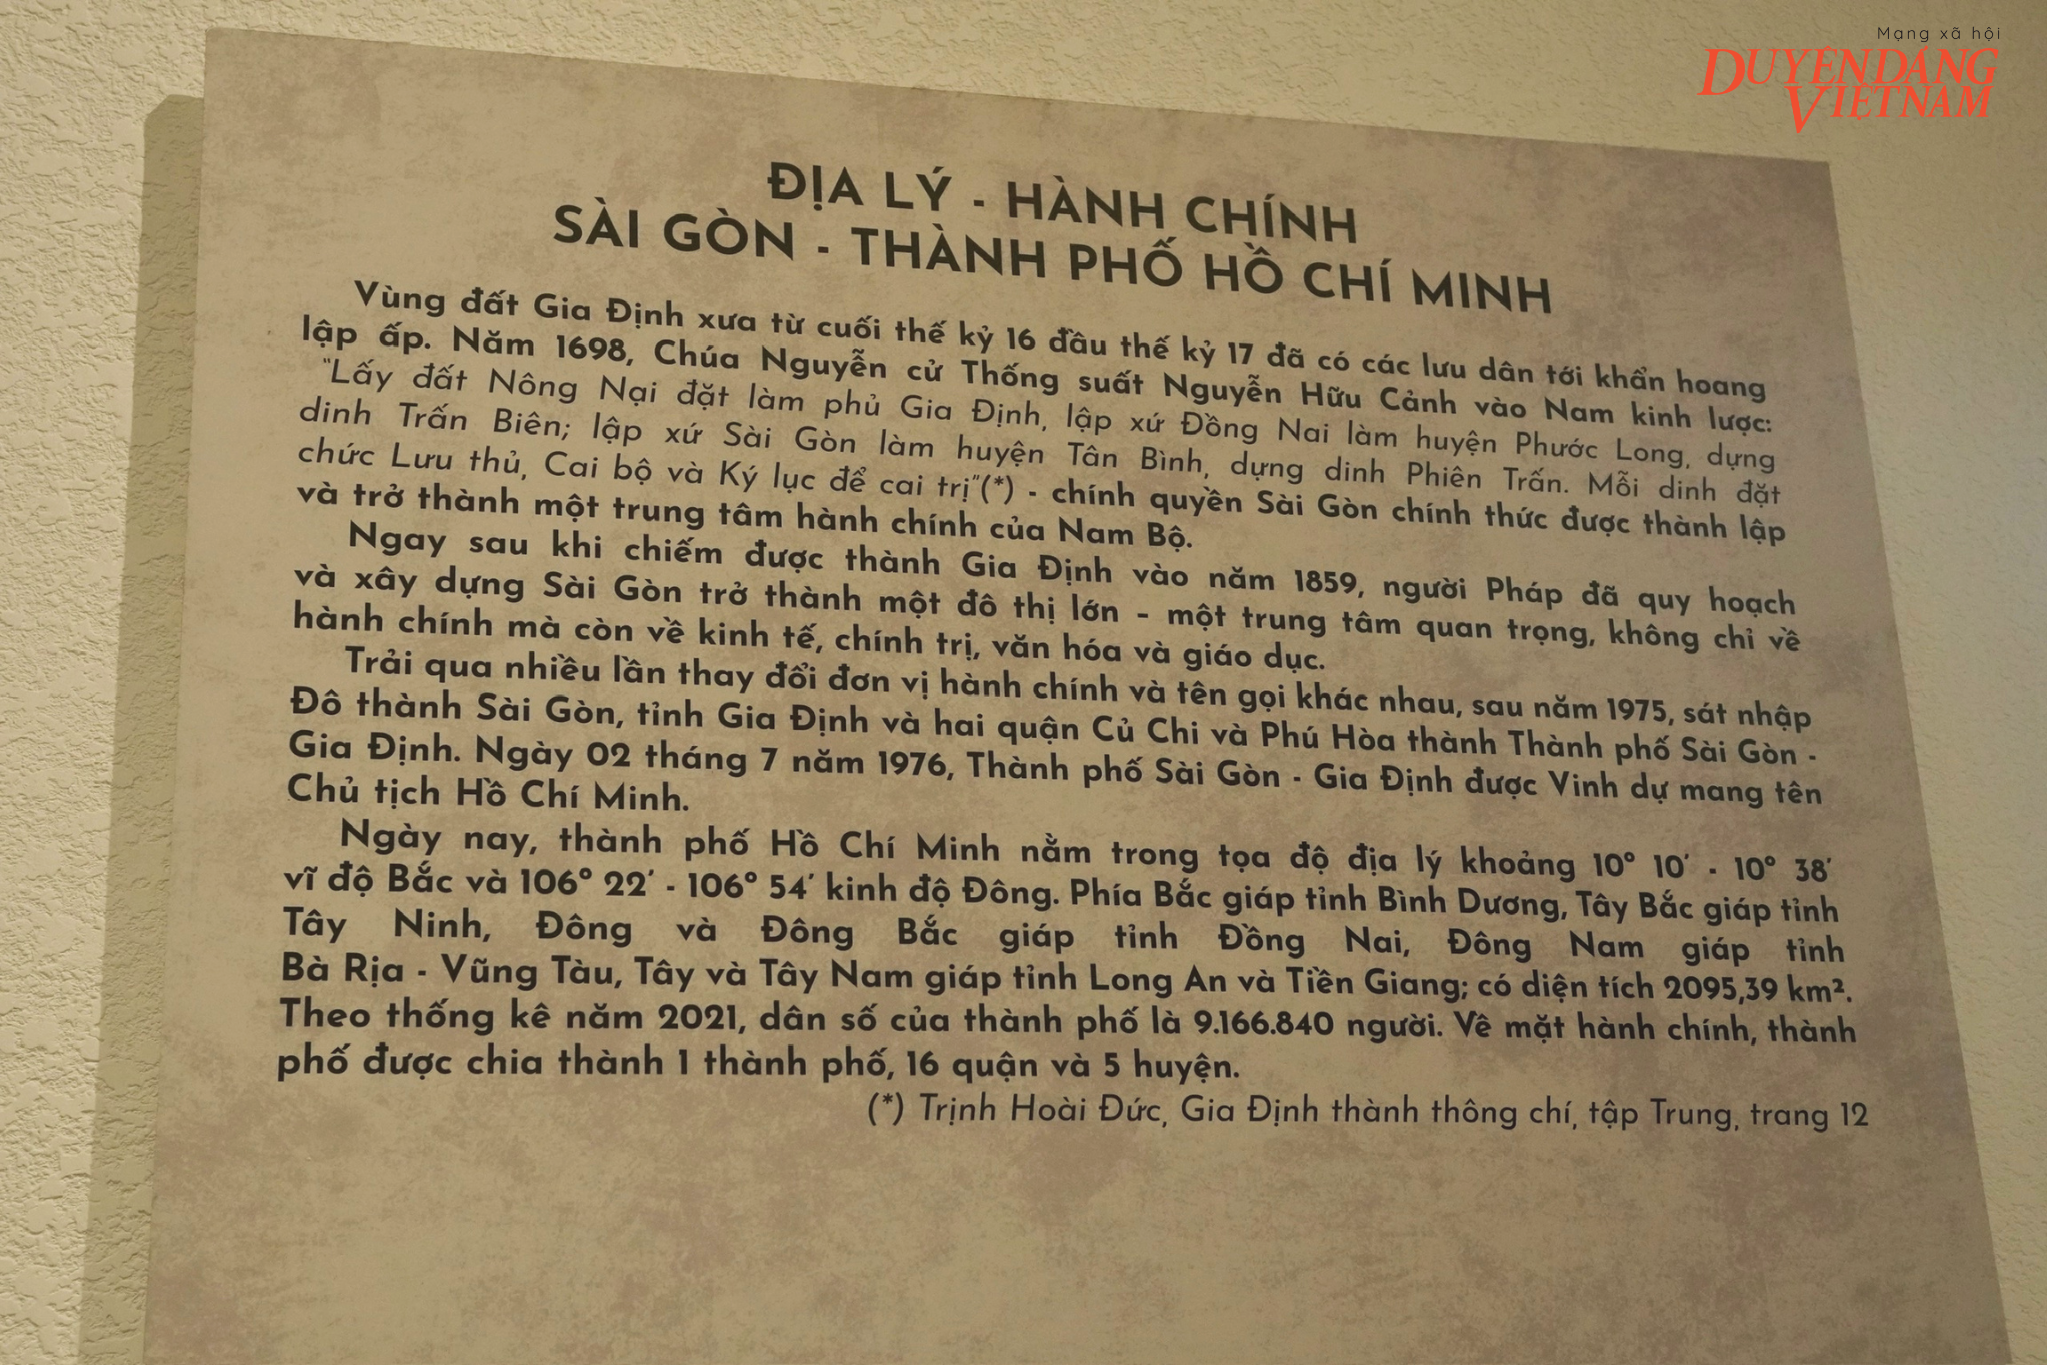 Mạng xã hội
DUYÊN DÁNG
VIỆT NAM
ĐỊA LÝ - HÀNH CHÍNH
SÀI GÒN - THÀNH PHỐ HỒ CHÍ MINH
Vùng đất Gia Định xưa từ cuối thế kỷ 16 đầu thế kỷ 17 đã có các lưu dân tới khẩn hoang
lập ấp. Năm 1698, Chúa Nguyễn cử Thống suất Nguyễn Hữu Cảnh vào Nam kinh lược:
"Lấy đất Nông Nại đặt làm phủ Gia Định, lập xứ Đồng Nai làm huyện Phước Long, dựng
dinh Trấn Biên; lập xứ Sài Gòn làm huyện Tân Bình, dựng dinh Phiên Trấn. Mỗi dinh đặt
chức Lưu thủ, Cai bộ và Ký lục để cai trị"(*) - chính quyền Sài Gòn chính thức được thành lập
và trở thành một trung tâm hành chính của Nam Bộ.
Ngay sau khi chiếm được thành Gia Định vào năm 1859, người Pháp đã quy hoạch
và xây dựng Sài Gòn trở thành một đô thị lớn – một trung tâm quan trọng, không chỉ về
hành chính mà còn về kinh tế, chính trị, văn hóa và giáo dục.
Trải qua nhiều lần thay đổi đơn vị hành chính và tên gọi khác nhau, sau năm 1975, sát nhập
Đô thành Sài Gòn, tỉnh Gia Định và hai quận Củ Chi và Phú Hòa thành Thành phố Sài Gòn -
Gia Định. Ngày 02 tháng 7 năm 1976, Thành phố Sài Gòn - Gia Định được Vinh dự mang tên
Chủ tịch Hồ Chí Minh.
Ngày nay, thành phố Hồ Chí Minh nằm trong tọa độ địa lý khoảng 10° 10′ - 10° 38′
vĩ độ Bắc và 106° 22′ - 106° 54′ kinh độ Đông. Phía Bắc giáp tỉnh Bình Dương, Tây Bắc giáp tỉnh
Tây Ninh, Đông và Đông Bắc giáp tỉnh Đồng Nai, Đông Nam giáp tỉnh
Bà Rịa - Vũng Tàu, Tây và Tây Nam giáp tỉnh Long An và Tiền Giang; có diện tích 2095,39 km².
Theo thống kê năm 2021, dân số của thành phố là 9.166.840 người. Về mặt hành chính, thành
phố được chia thành 1 thành phố, 16 quận và 5 huyện.
(*) Trịnh Hoài Đức, Gia Định thành thông chí, tập Trung, trang 12